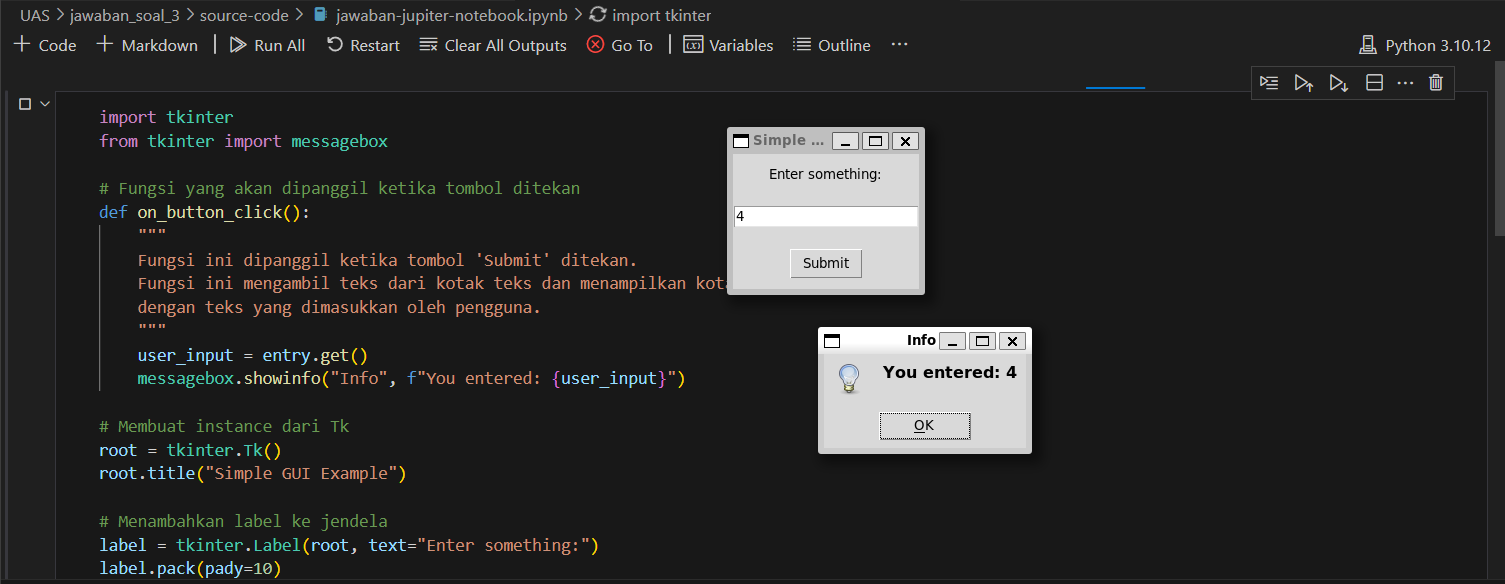 UAS > jawaban_soal_3 > source-code > jawaban-jupiter-notebook.ipynb > import tkinter
+ Code + Markdown | Run All Restart Clear All Outputs Go To | Variables Outline ··· Python 3.10.12
import tkinter
from tkinter import messagebox
# Fungsi yang akan dipanggil ketika tombol ditekan
def on_button_click():
"""
Fungsi ini dipanggil ketika tombol 'Submit' ditekan.
Fungsi ini mengambil teks dari kotak teks dan menampilkan
dengan teks yang dimasukkan oleh pengguna.
"""
user_input = entry.get()
messagebox.showinfo("Info", f"You entered: {user_input}")
# Membuat instance dari Tk
root = tkinter.Tk()
root.title("Simple GUI Example")
# Menambahkan label ke jendela
label = tkinter.Label(root, text="Enter something:")
label.pack(pady=10)
Simple ...
Enter something:
4
Submit
Info
You entered: 4
OK